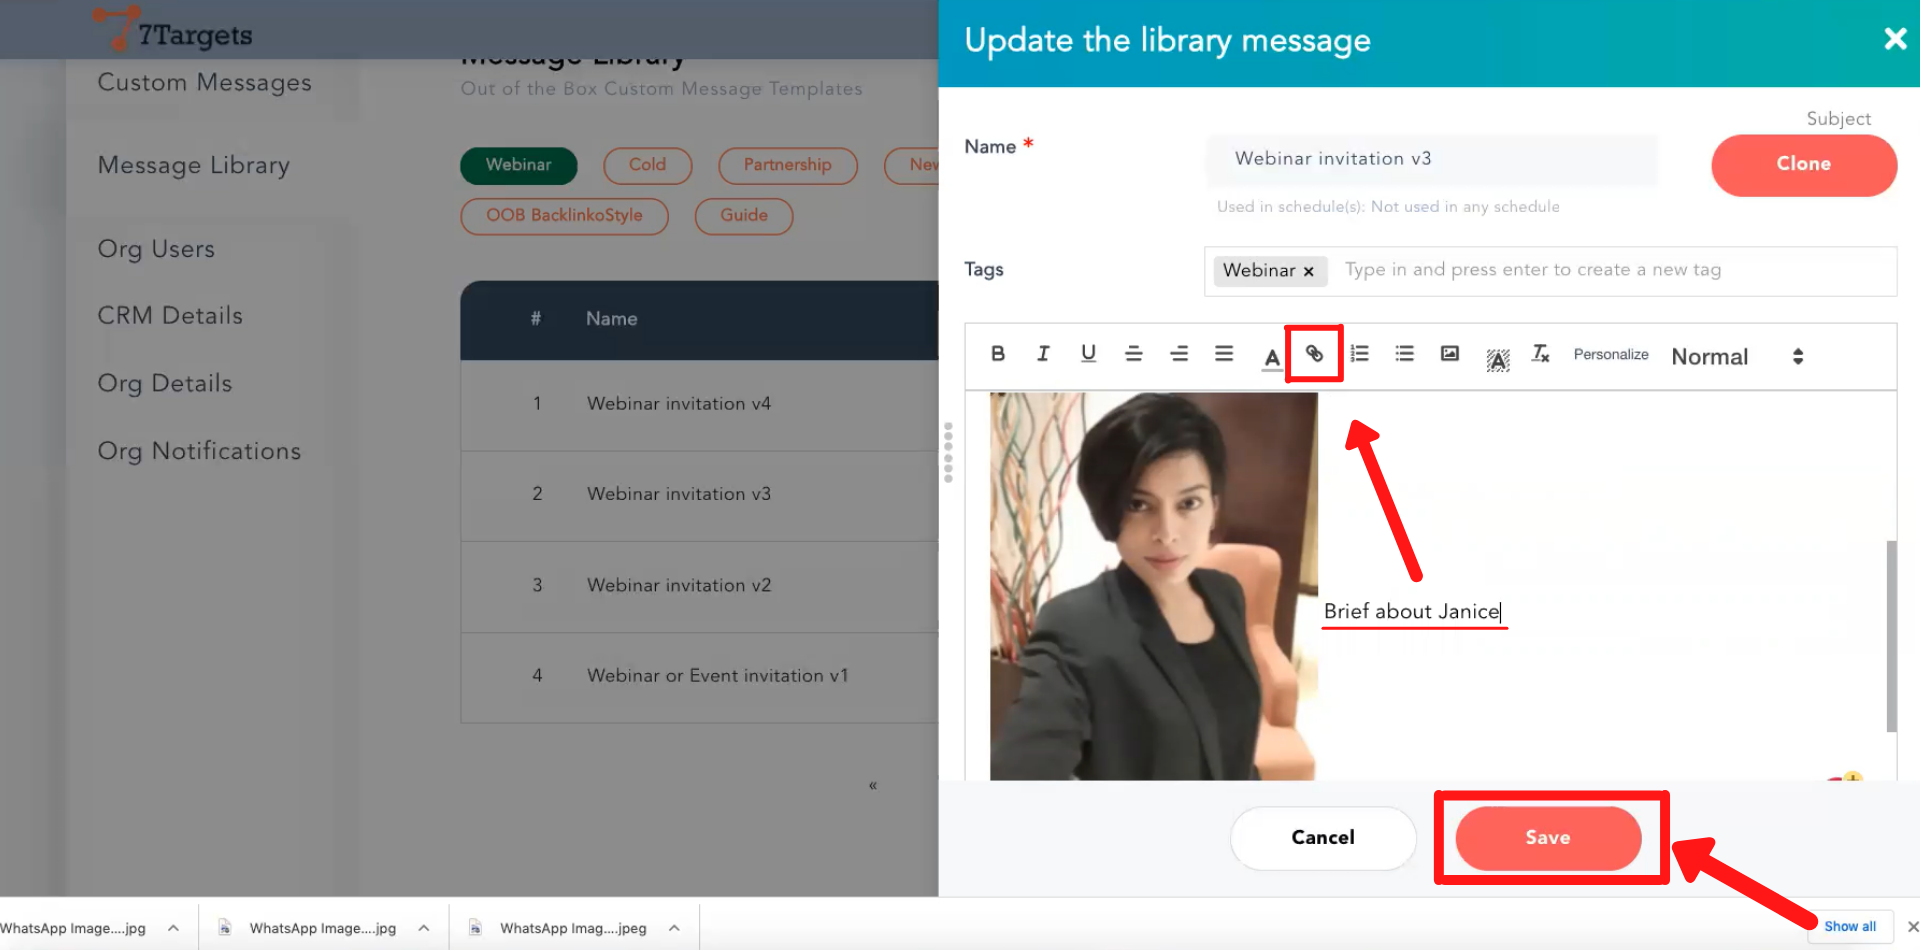 7Targets
Custom Messages
Message Library
Org Users
CRM Details
Org Details
Org Notifications
Message Library
Out of the Box Custom Message Templates
Webinar
Cold
Partnership
New
OOB BacklinkoStyle
Guide
# Name
1 Webinar invitation v4
2 Webinar invitation v3
3 Webinar invitation v2
4 Webinar or Event invitation v1
«
Update the library message
Subject
Name *
Webinar invitation v3
Clone
Used in schedule(s): Not used in any schedule
Tags
Webinar ×
Type in and press enter to create a new tag
B I U A A Tx Personalize Normal
Brief about Janice
Cancel
Save
WhatsApp Image....jpg
WhatsApp Image....jpg
WhatsApp Imag....jpeg
Show all